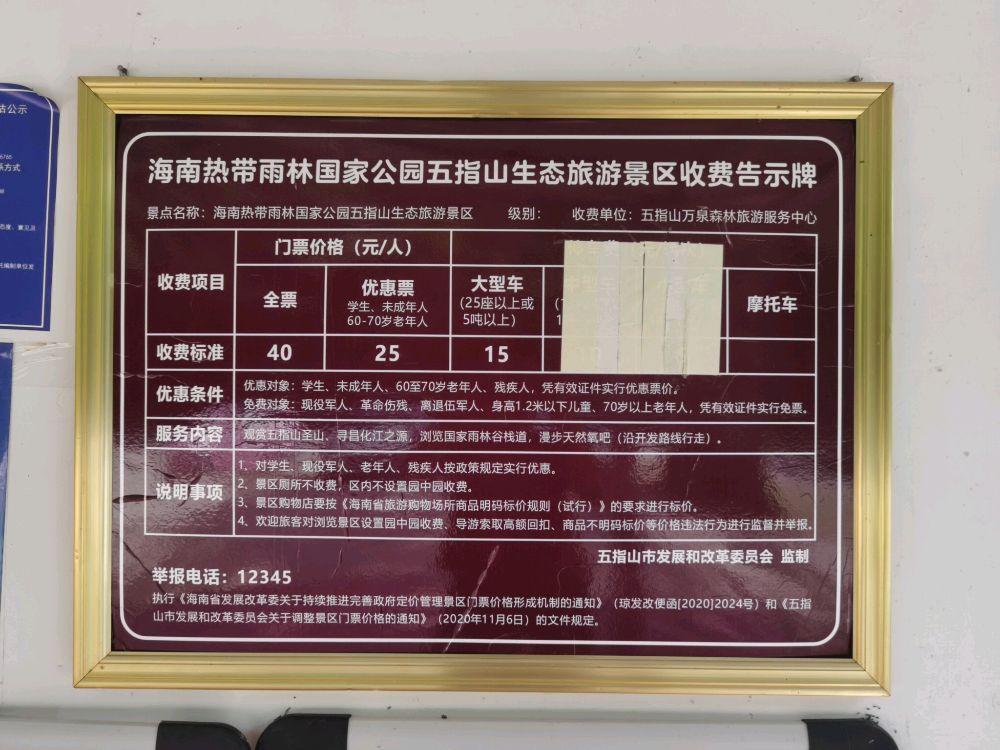 估公示
系方式
态度、意见及
托编制单位发
海南热带雨林国家公园五指山生态旅游景区收费告示牌
景点名称：海南热带雨林国家公园五指山生态旅游景区 级别： 收费单位：五指山万泉森林旅游服务中心
收费项目 门票价格（元/人）
全票 优惠票 学生、未成年人 60-70岁老年人 大型车 （25座以上或 5吨以上） 摩托车
收费标准 40 25 15
优惠条件 优惠对象：学生、未成年人、60至70岁老年人、残疾人，凭有效证件实行优惠票价。
免费对象：现役军人、革命伤残、离退伍军人、身高1.2米以下儿童、70岁以上老年人，凭有效证件实行免票。
服务内容 观赏五指山圣山、寻昌化江之源，浏览国家雨林谷栈道，漫步天然氧吧（沿开发路线行走）。
说明事项 1、对学生、现役军人、老年人、残疾人按政策规定实行优惠。
2、景区厕所不收费，区内不设置园中园收费。
3、景区购物店要按《海南省旅游购物场所商品明码标价规则（试行）》的要求进行标价。
4、欢迎旅客对浏览景区设置园中园收费、导游索取高额回扣、商品不明码标价等价格违法行为进行监督并举报。
五指山市发展和改革委员会 监制
举报电话：12345
执行《海南省发展改革委关于持续推进完善政府定价管理景区门票价格形成机制的通知》（琼发改便函[2020]2024号）和《五指
山市发展和改革委员会关于调整景区门票价格的通知》（2020年11月6日）的文件规定。